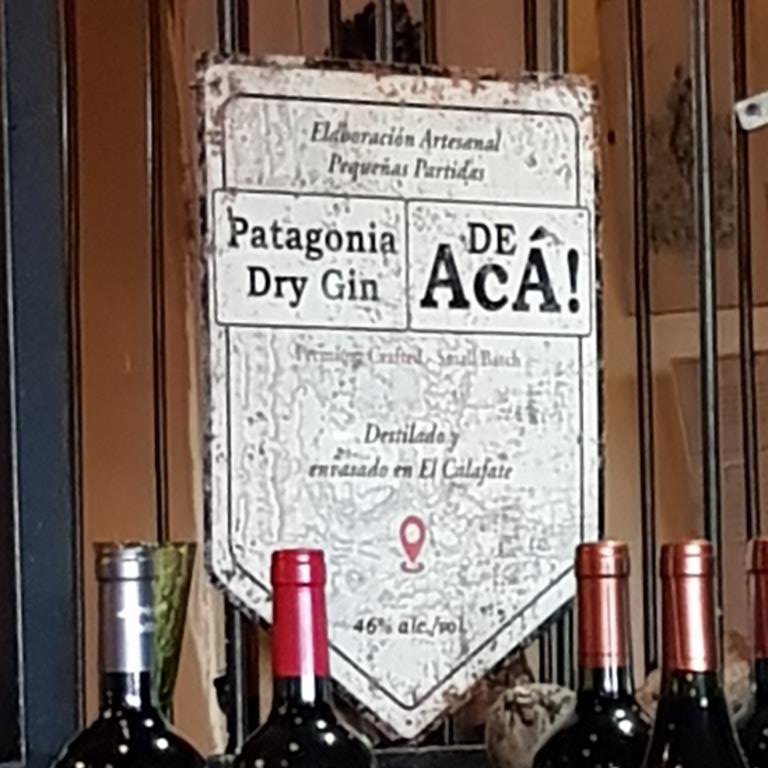 Elaboración Artesanal
Pequeñas Partidas
Patagonia
Dry Gin
DE
AcÁ!
Premium Crafted - Small Batch
Destilado y
envasado en El Calafate
46% alc./vol.